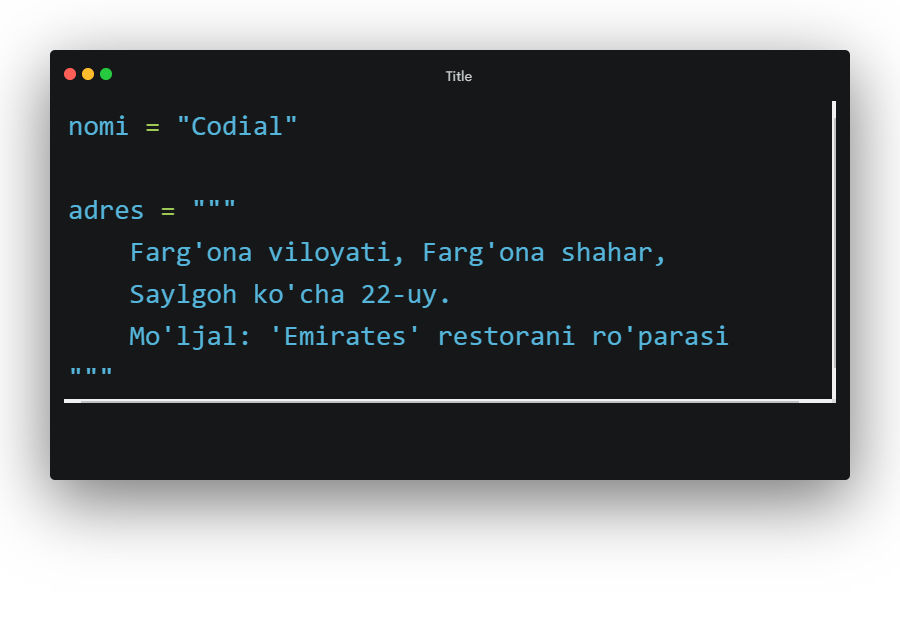 Title
nomi = "Codial"
adres = """
Farg'ona viloyati, Farg'ona shahar,
Saylgoh ko'cha 22-uy.
Mo'ljal: 'Emirates' restorani ro'parasi
"""